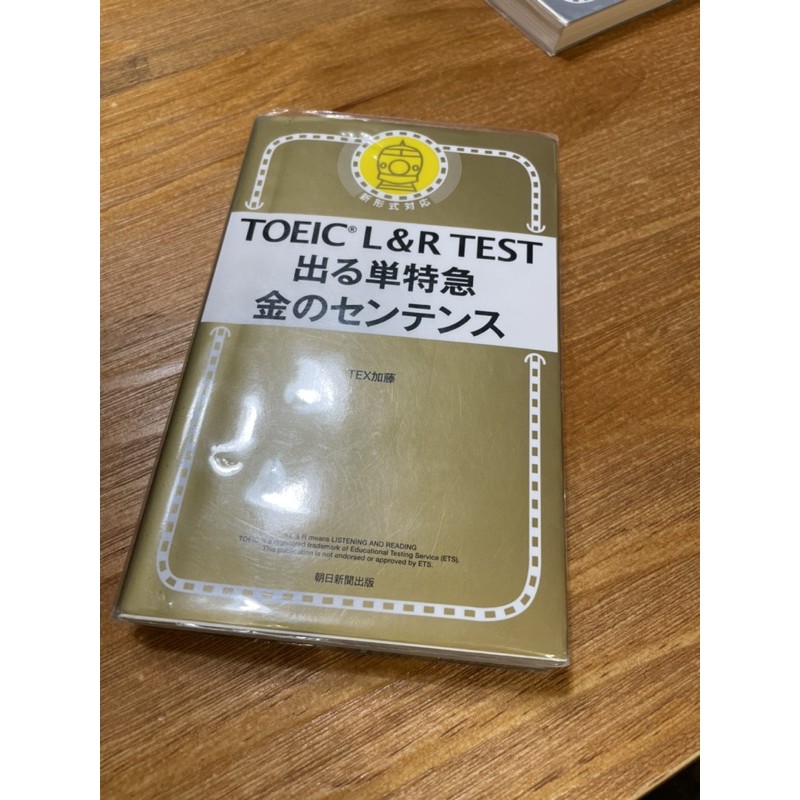 新形式対応
TOEIC® L&R TEST
出る単特急
金のセンテンス
TEX加藤
L & R means LISTENING AND READING
TOEIC is a registered trademark of Educational Testing Service (ETS).
This publication is not endorsed or approved by ETS.
朝日新聞出版